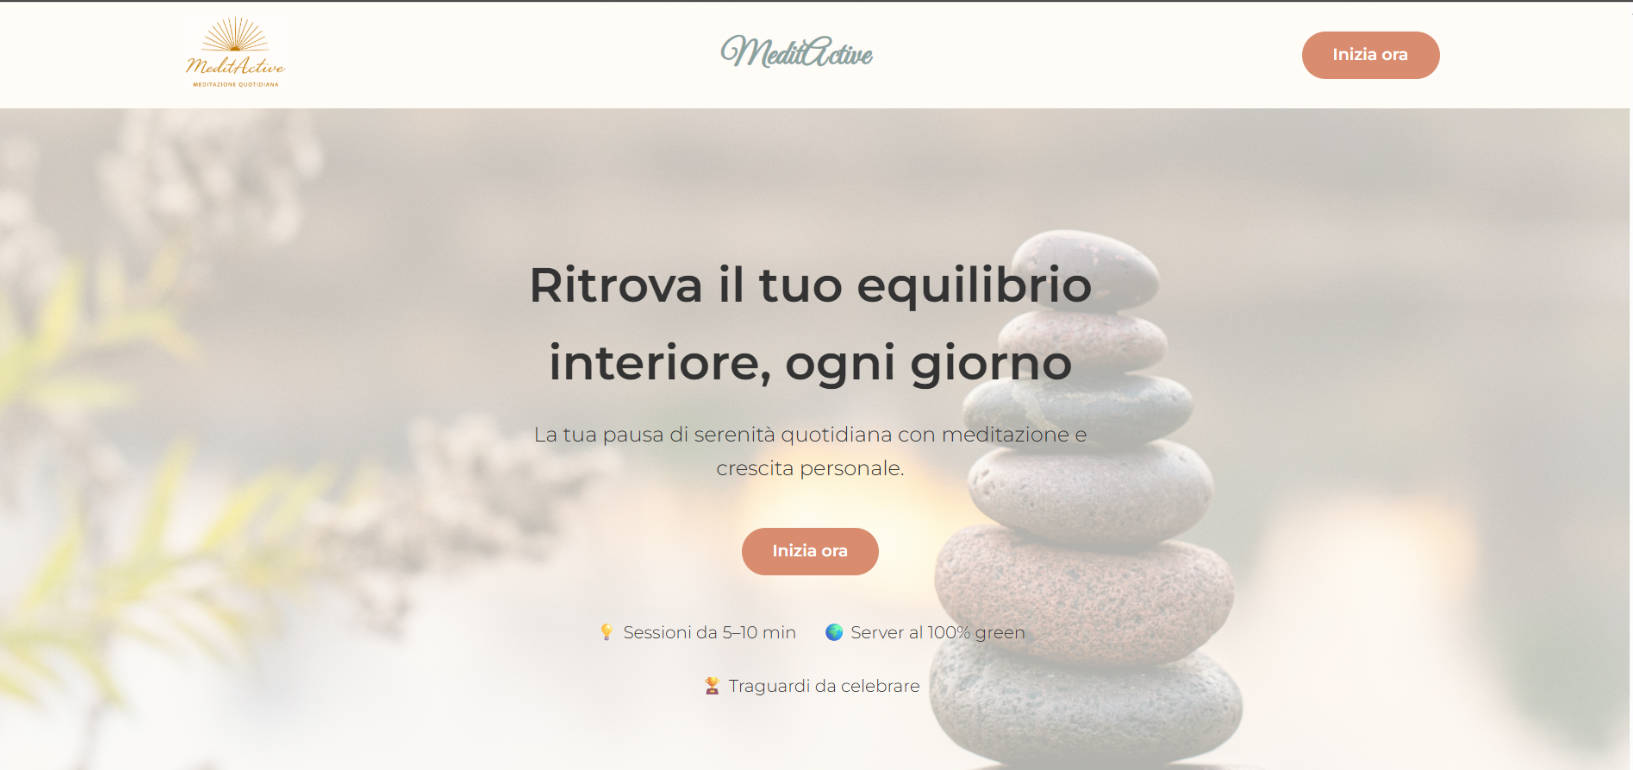 MeditActive
MEDITAZIONE QUOTIDIANA
MeditActive
Inizia ora
Ritrova il tuo equilibrio
interiore, ogni giorno
La tua pausa di serenità quotidiana con meditazione e
crescita personale.
Inizia ora
Sessioni da 5–10 min
Server al 100% green
Traguardi da celebrare